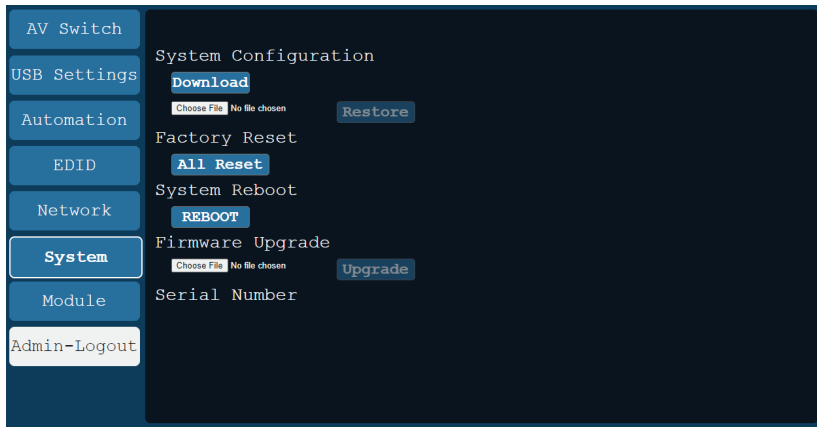 AV Switch
USB Settings
Automation
EDID
Network
System
Module
Admin-Logout
System Configuration
Download
Choose File No file chosen
Restore
Factory Reset
All Reset
System Reboot
REBOOT
Firmware Upgrade
Choose File No file chosen
Upgrade
Serial Number